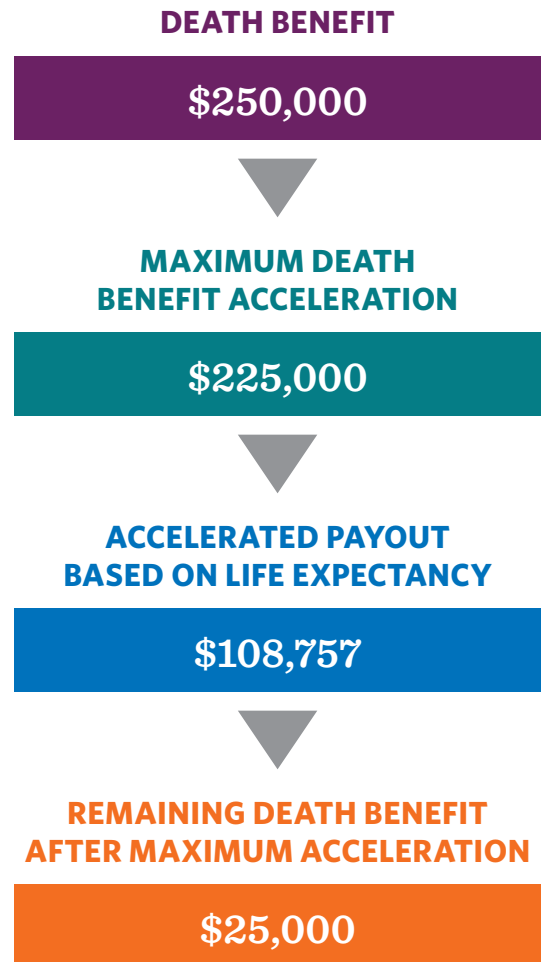 DEATH BENEFIT
$250,000
MAXIMUM DEATH
BENEFIT ACCELERATION
$225,000
ACCELERATED PAYOUT
BASED ON LIFE EXPECTANCY
$108,757
REMAINING DEATH BENEFIT
AFTER MAXIMUM ACCELERATION
$25,000